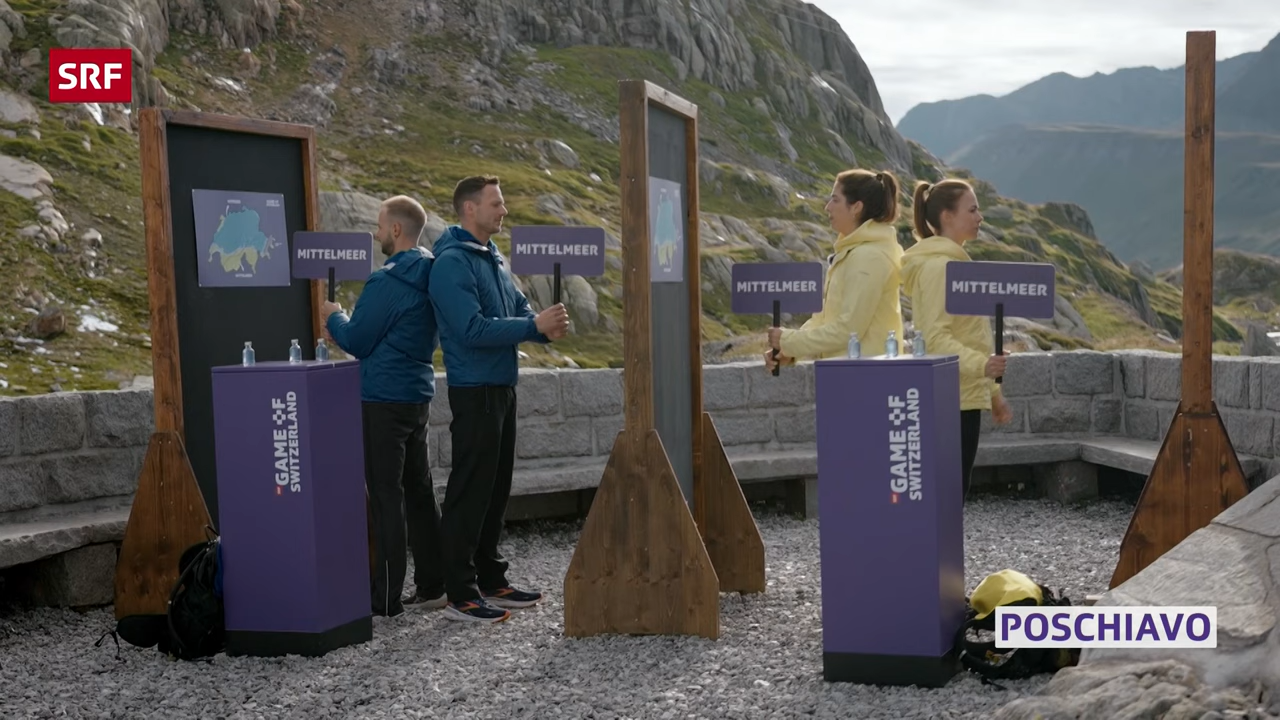 SRF
MITTELMEER
MITTELMEER
MITTELMEER
MITTELMEER
GAME OF
SWITZERLAND
GAME OF
SWITZERLAND
POSCHIAVO